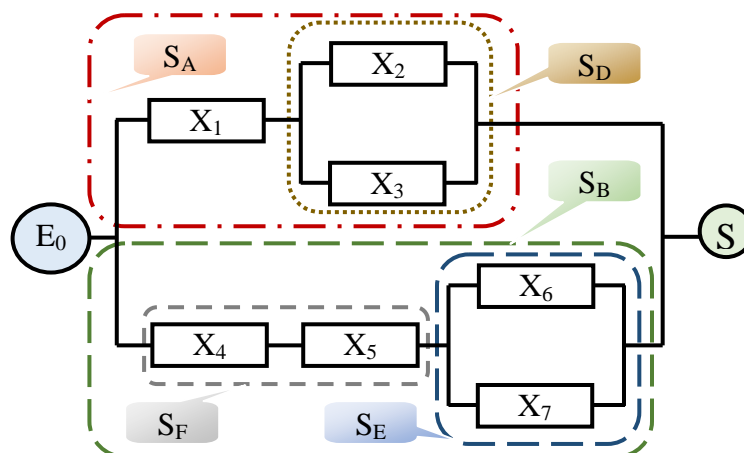 S_A
X_2
S_D
X_1
X_3
S_B
E_0
S
X_6
X_4
X_5
X_7
S_F
S_E